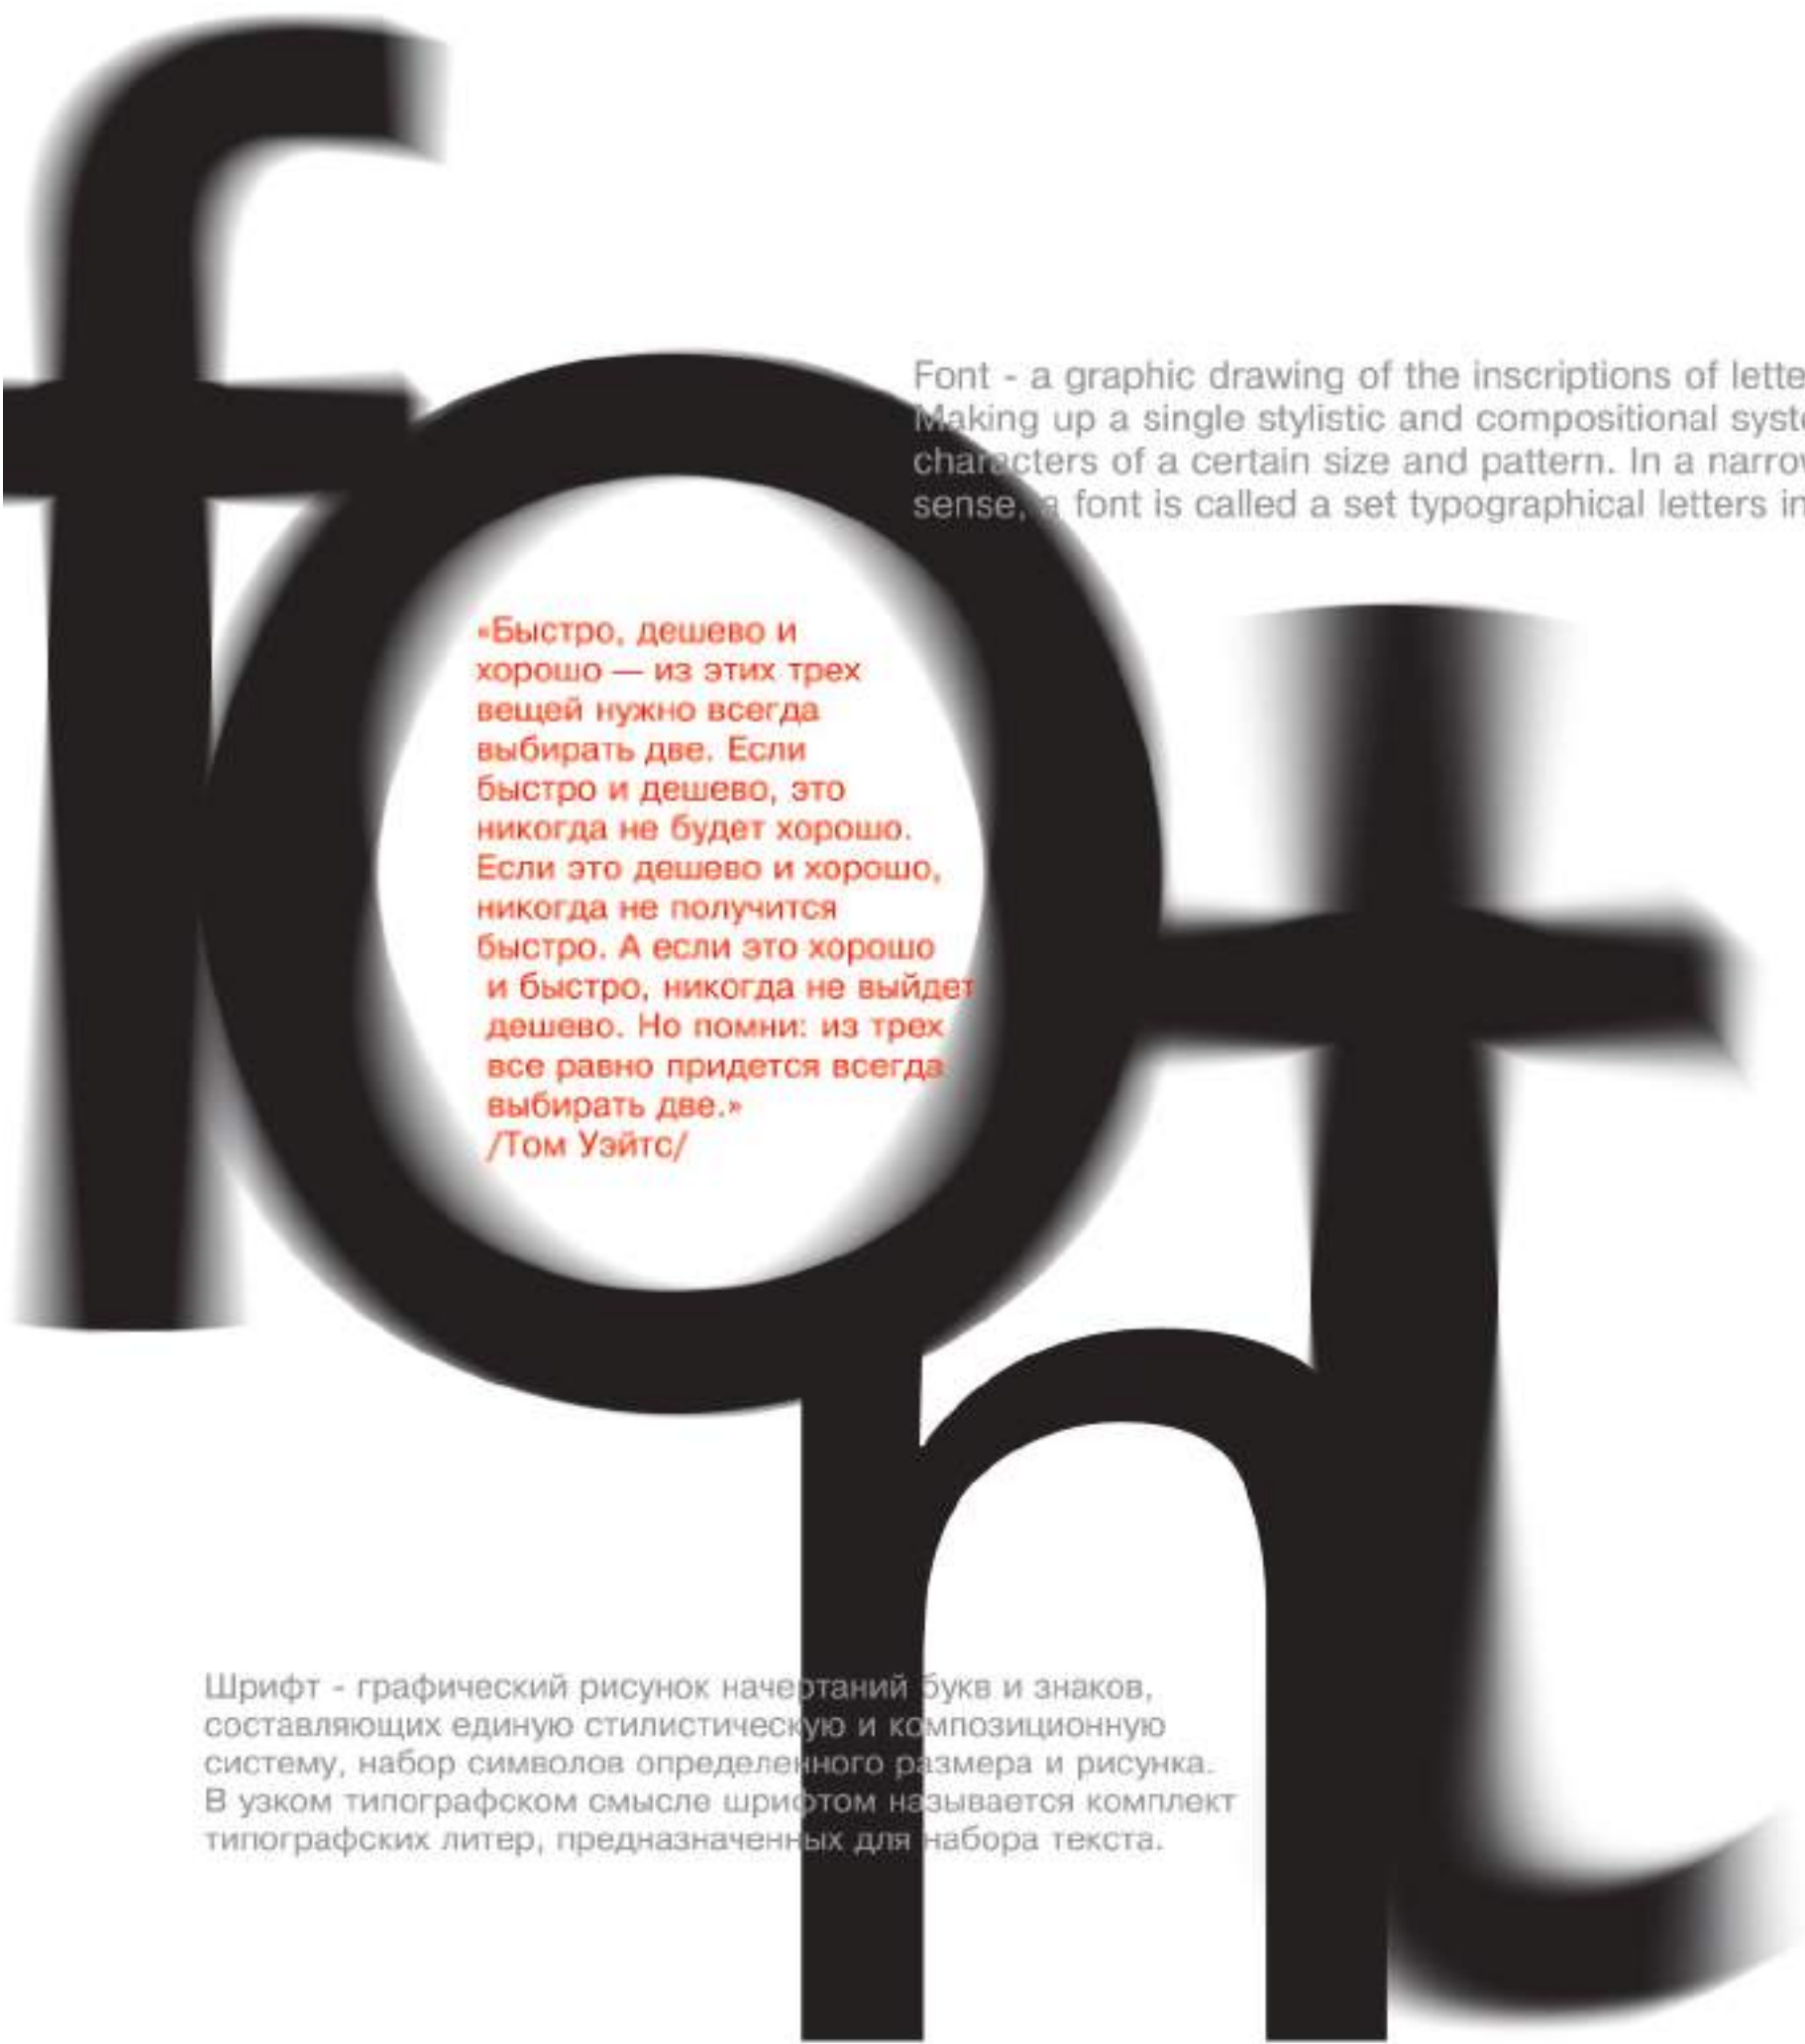 font
Font - a graphic drawing of the inscriptions of
Making up a single stylistic and compositional
characters of a certain size and pattern. In a
sense, a font is called a set typographical letters
«Быстро, дешево и
хорошо — из этих трех
вещей нужно всегда
выбирать две. Если
быстро и дешево, это
никогда не будет хорошо.
Если это дешево и хорошо,
никогда не получится
быстро. А если это хорошо
и быстро, никогда не выйдет
дешево. Но помни: из трех
все равно придется всегда
выбирать две.»
/Том Уэйтс/
Шрифт - графический рисунок начертаний букв и знаков,
составляющих единую стилистическую и композиционную
систему, набор символов определенного размера и рисунка.
В узком типографском смысле шрифтом называется комплект
типографских литер, предназначенных для набора текста.